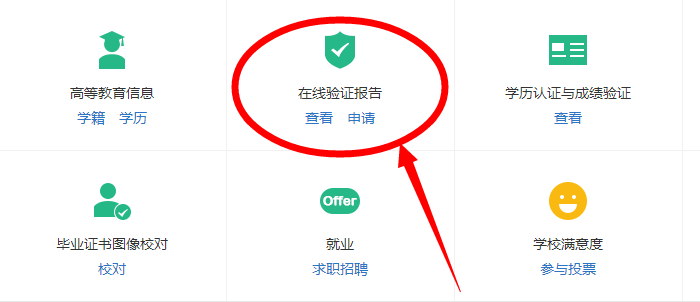 高等教育信息
学籍 学历
在线验证报告
查看 申请
学历认证与成绩验证
查看
毕业证书图像校对
校对
Offer
就业
求职招聘
学校满意度
参与投票